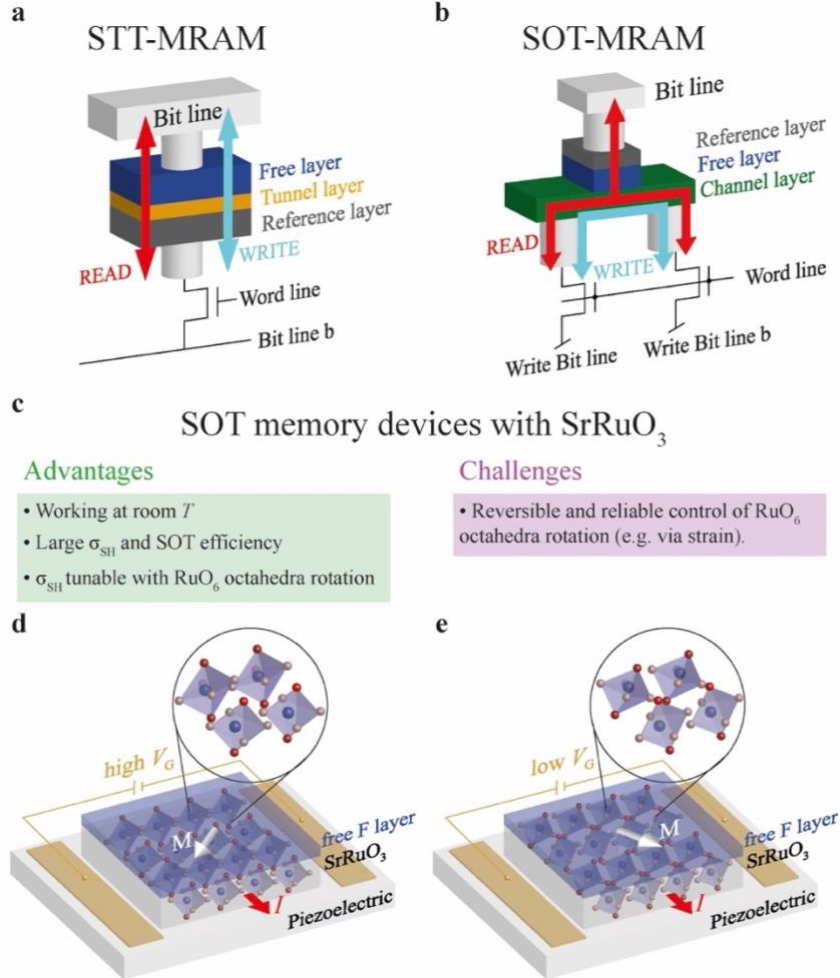 a
STT-MRAM
Bit line
Free layer
Tunnel layer
Reference layer
READ
WRITE
Word line
Bit line b
b
SOT-MRAM
Bit line
Reference layer
Free layer
Channel layer
READ
WRITE
Word line
Write Bit line
Write Bit line b
c
SOT memory devices with SrRuO₃
Advantages
• Working at room T
• Large σSH and SOT efficiency
• σSH tunable with RuO₆ octahedra rotation
Challenges
• Reversible and reliable control of RuO₆
octahedra rotation (e.g. via strain).
d
high VG
M
free F layer
SrRuO₃
I
Piezoelectric
e
low VG
M
free F layer
SrRuO₃
I
Piezoelectric